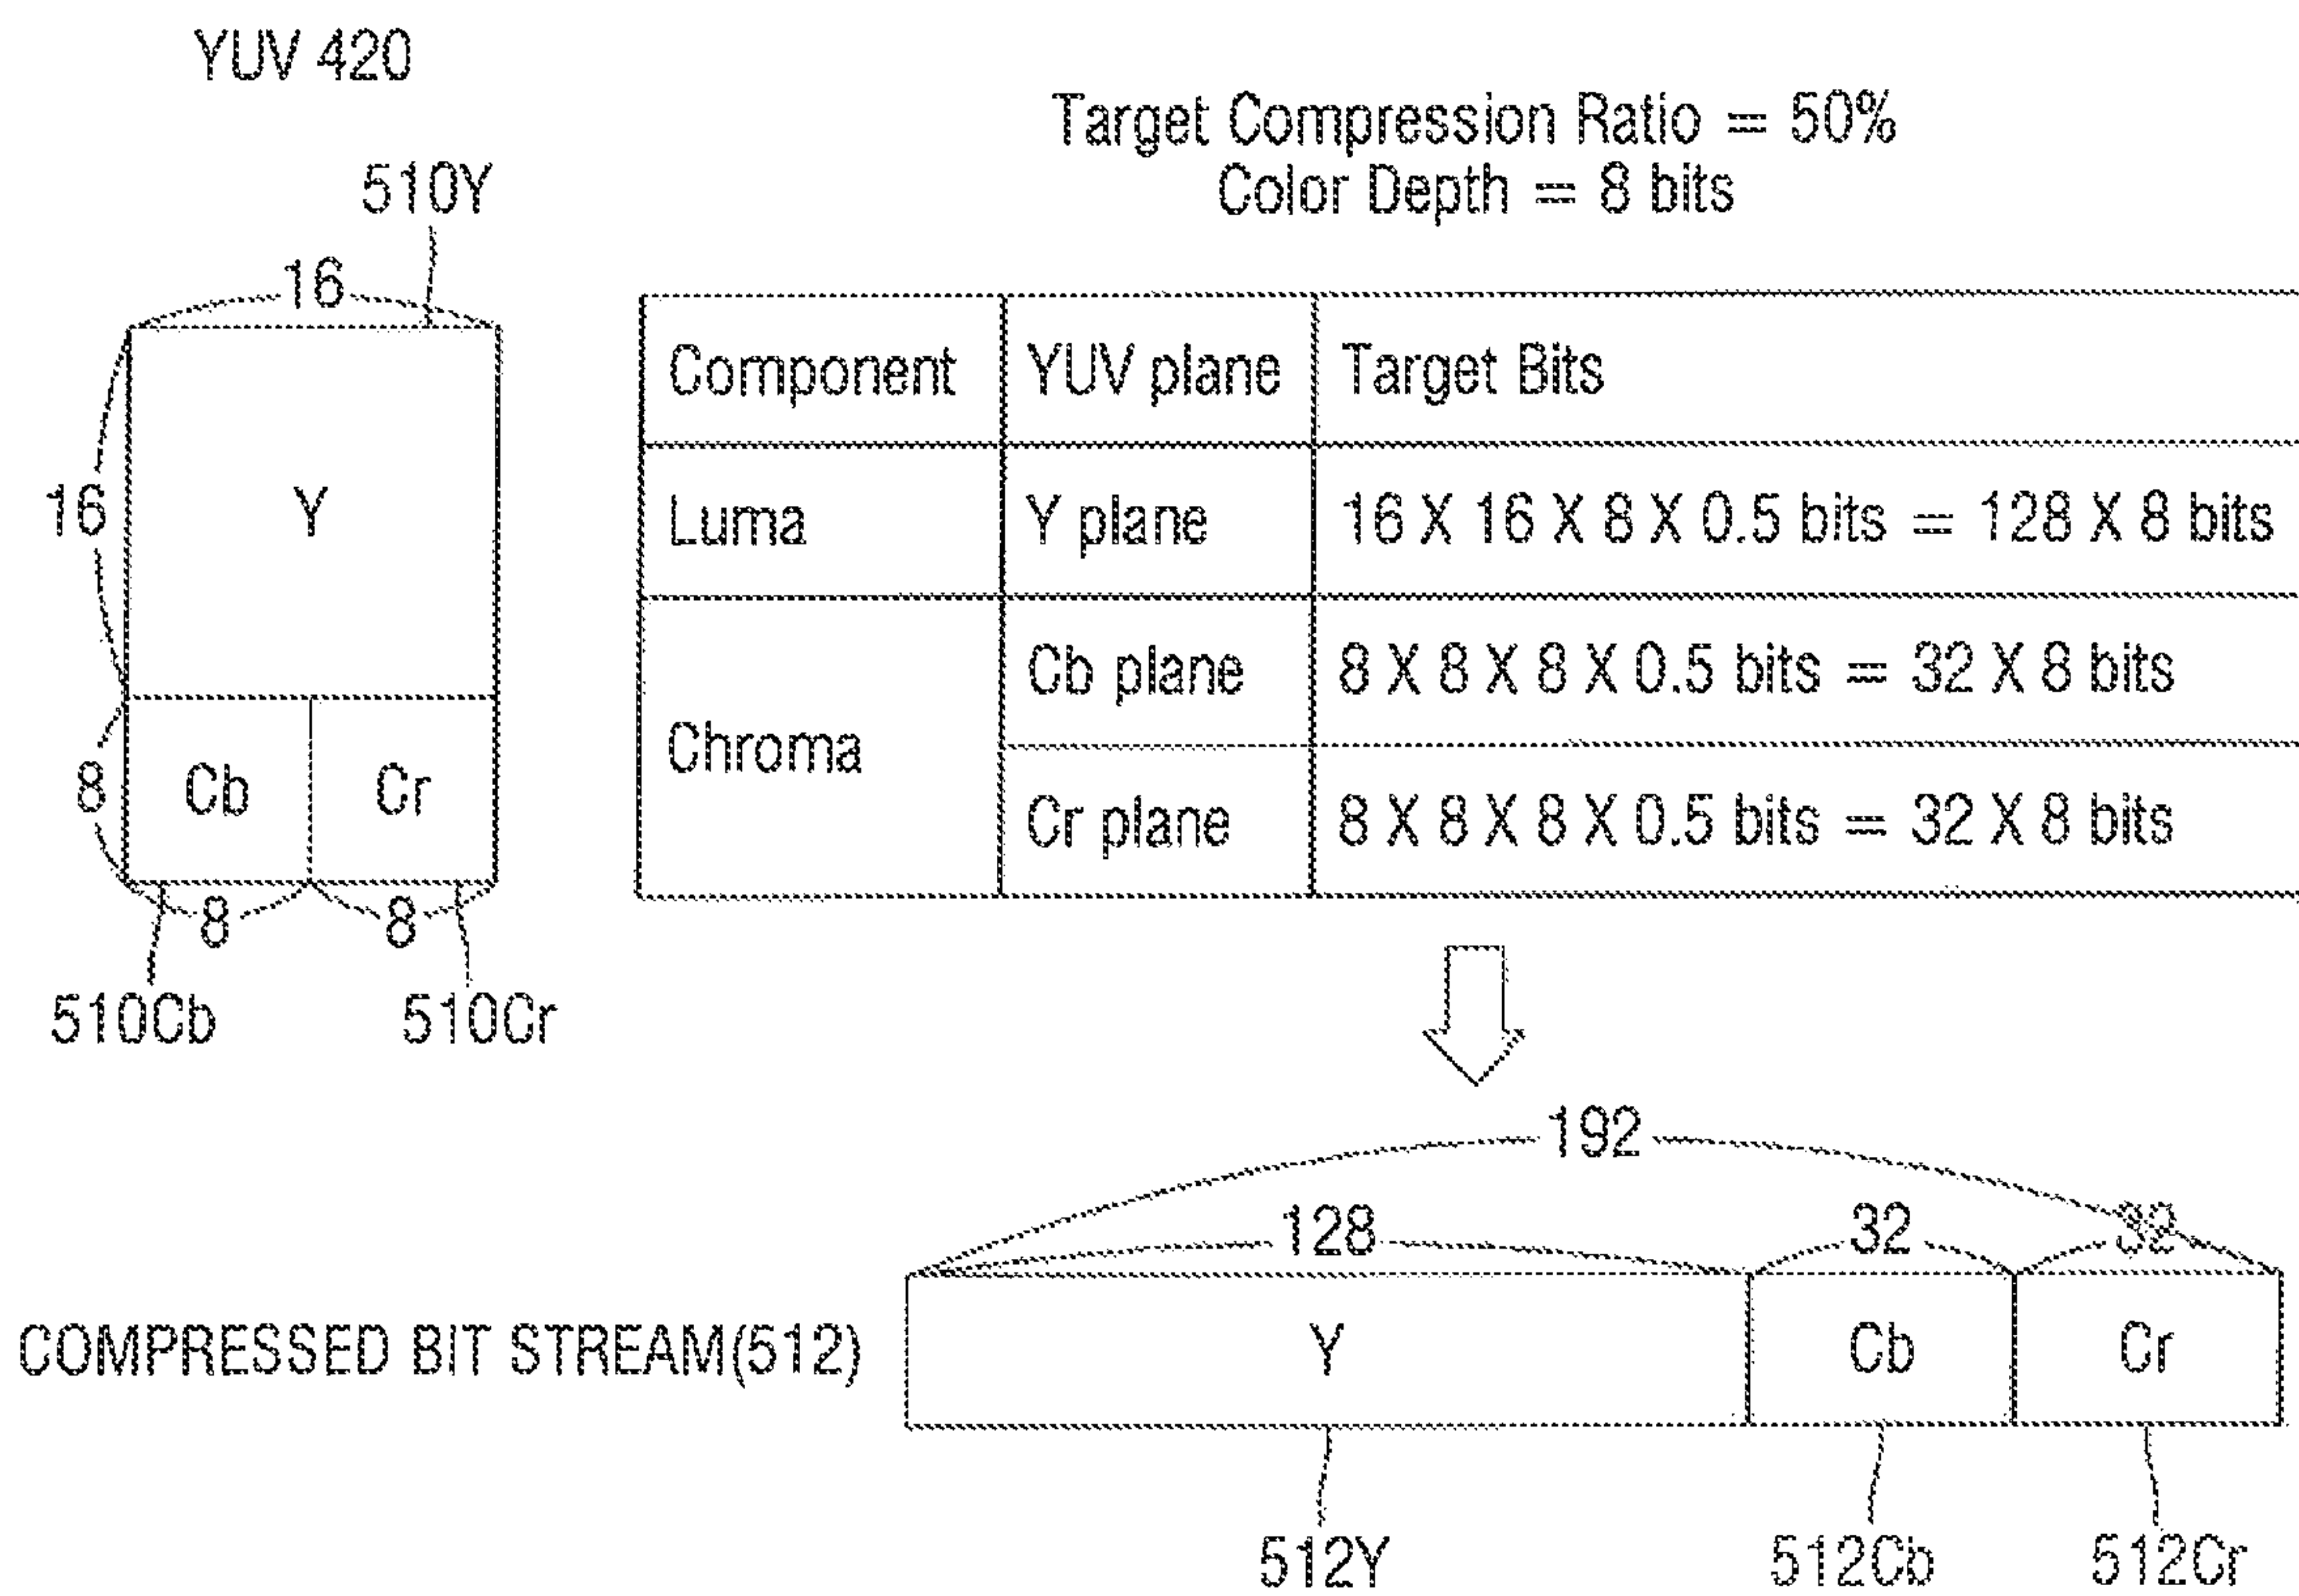 YUV 420
Target Compression Ratio = 50%
Color Depth = 8 bits
510Y
16
16
Y
8
Cb
Cr
8
8
510Cb
510Cr
Component YUV plane Target Bits
Luma Y plane 16 X 16 X 8 X 0.5 bits = 128 X 8 bits
Chroma
Cb plane 8 X 8 X 8 X 0.5 bits = 32 X 8 bits
Cr plane 8 X 8 X 8 X 0.5 bits = 32 X 8 bits
192
128 32 32
COMPRESSED BIT STREAM(512) Y Cb Cr
512Y 512Cb 512Cr